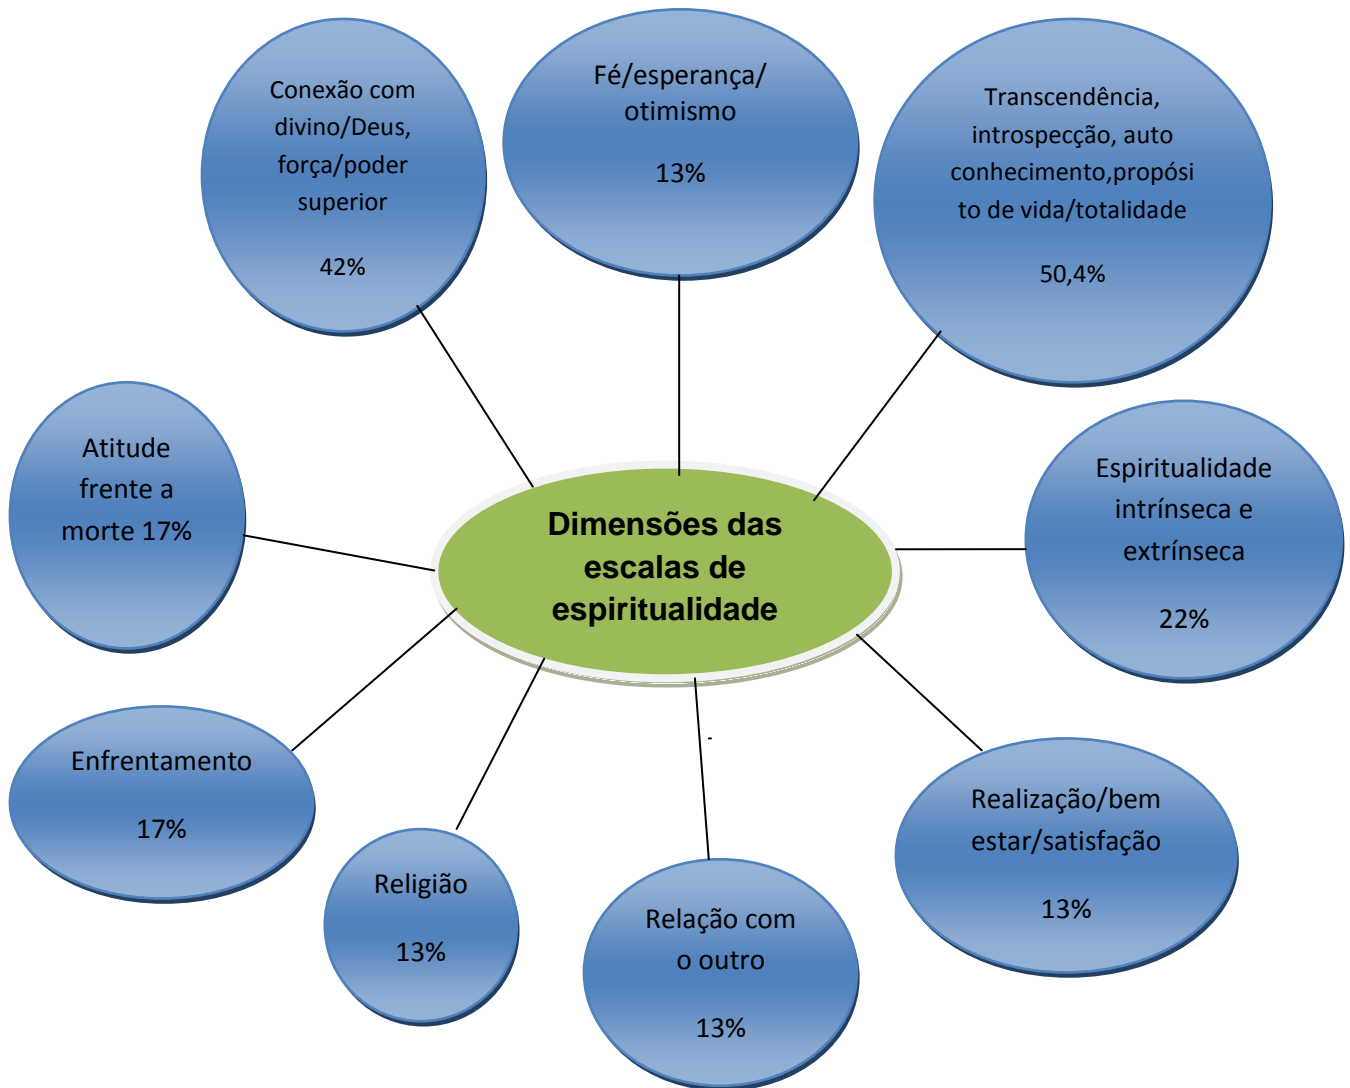 Conexão com
divino/Deus,
força/poder
superior
42%
Fé/esperança/
otimismo
13%
Transcendência,
introspecção, auto
conhecimento,propósi
to de vida/totalidade
50,4%
Atitude
frente a
morte 17%
Dimensões das
escalas de
espiritualidade
Espiritualidade
intrínseca e
extrínseca
22%
Enfrentamento
17%
Religião
13%
-
Relação com
o outro
13%
Realização/bem
estar/satisfação
13%